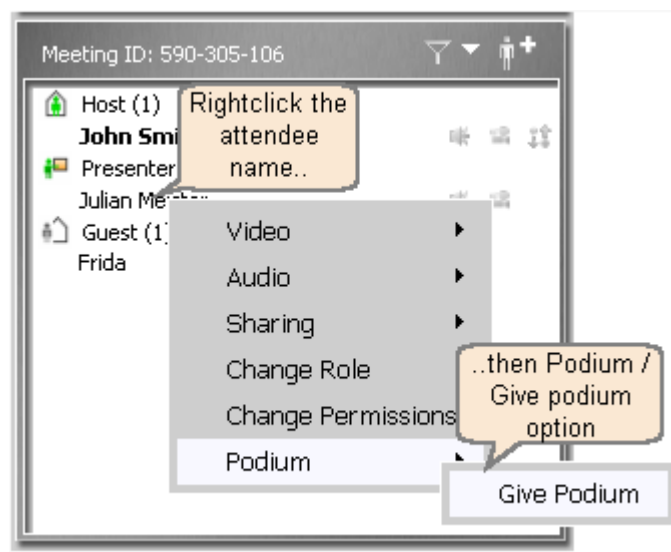 Meeting ID: 590-305-106
Host (1)
John Smi
Rightclick the
attendee
name..
Presenter
Julian
Guest (1)
Frida
Video
Audio
Sharing
Change Role
Change Permissions
Podium
..then Podium /
Give podium
option
Give Podium